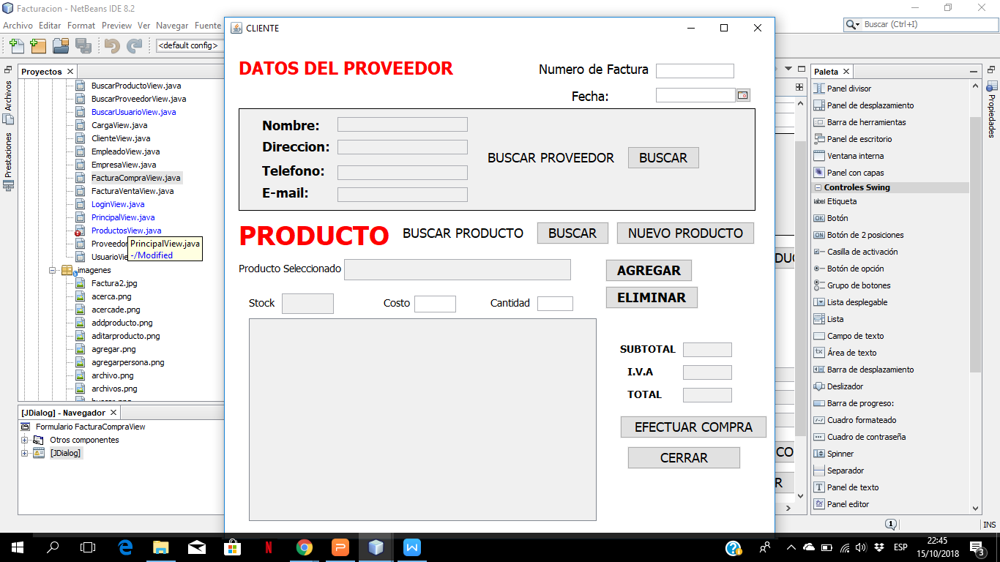 Facturacion - NetBeans IDE 8.2
Archivo Editar Format Preview Ver Navegar Fuente
Buscar (Ctrl+I)
<default config>
Proyectos
Archivos
Prestaciones
BuscarProductoView.java
BuscarProveedorView.java
BuscarUsuarioView.java
CargaView.java
ClienteView.java
EmpleadoView.java
EmpresaView.java
FacturaCompraView.java
FacturaVentaView.java
LoginView.java
PrincipalView.java
ProductosView.java
Proveedor
UsuarioVie
PrincipalView.java
-/Modified
imagenes
Factura2.jpg
acerca.png
acercade.png
addproducto.png
aditarproducto.png
agregar.png
agregarpersona.png
archivo.png
archivos.png
[JDialog] - Navegador
Formulario FacturaCompraView
Otros componentes
[JDialog]
CLIENTE
DATOS DEL PROVEEDOR
Numero de Factura
Fecha:
Nombre:
Direccion:
Telefono:
E-mail:
BUSCAR PROVEEDOR BUSCAR
PRODUCTO BUSCAR PRODUCTO BUSCAR NUEVO PRODUCTO
Producto Seleccionado
AGREGAR
ELIMINAR
Stock Costo Cantidad
SUBTOTAL
I.V.A
TOTAL
EFECTUAR COMPRA
CERRAR
DUC
CO
R
Paleta
Panel divisor
Panel de desplazamiento
Barra de herramientas
Panel de escritorio
Ventana interna
Panel con capas
Controles Swing
label Etiqueta
OK Botón
ON Botón de 2 posiciones
Casilla de activación
Botón de opción
Grupo de botones
Lista desplegable
Lista
Campo de texto
Área de texto
Barra de desplazamiento
Deslizador
Barra de progreso:
Cuadro formateado
Cuadro de contraseña
Spinner
Separador
Panel de texto
Panel editor
Propiedades
1
INS
ESP
22:45
15/10/2018
3